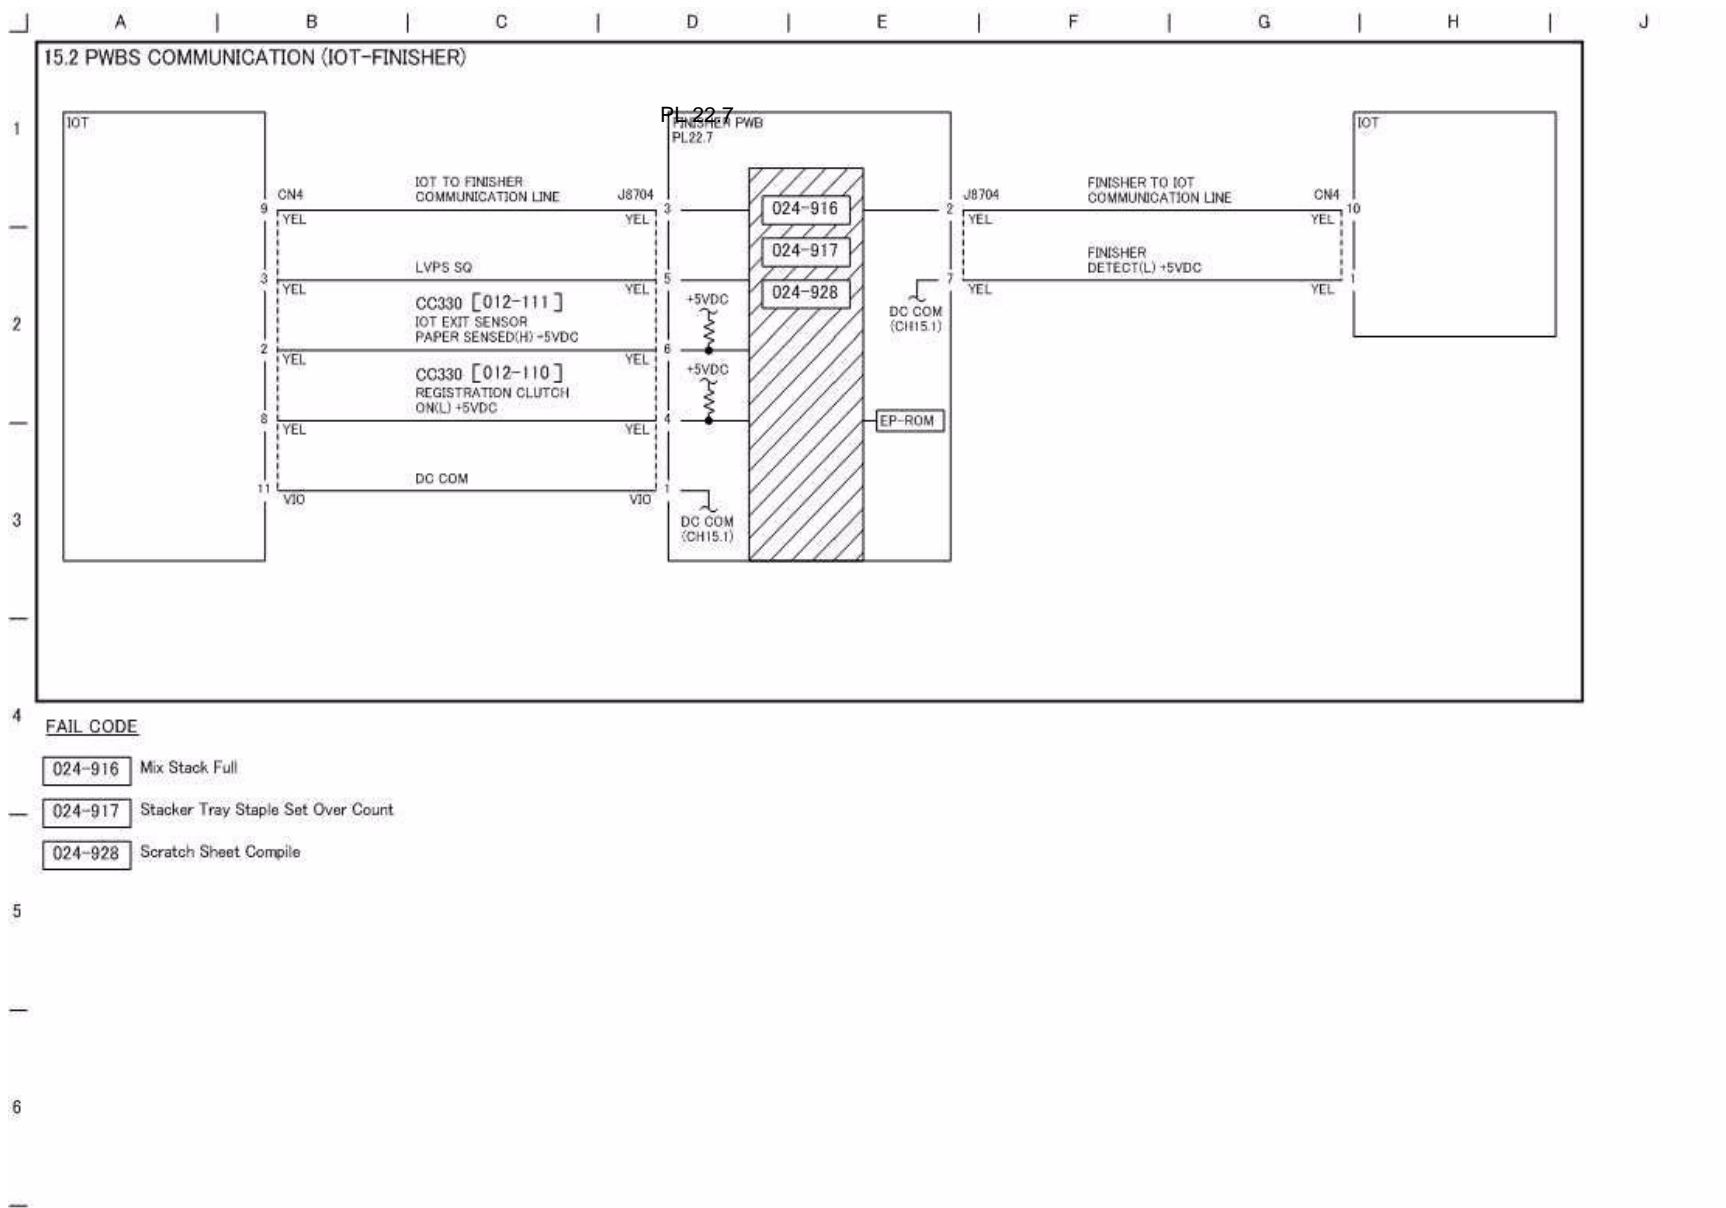 A B C D E F G H J
15.2 PWBS COMMUNICATION (IOT-FINISHER)
1
IOT
PL 22.7
FINISHER PWB
PL22.7
IOT
CN4
IOT TO FINISHER
COMMUNICATION LINE
J8704
9
YEL
YEL
3
024-916
2
J8704
FINISHER TO IOT
COMMUNICATION LINE
CN4
10
YEL
YEL
024-917
LVPS SQ
3
YEL
YEL
5
024-928
FINISHER
DETECT(L) +5VDC
7
YEL
YEL
1
DC COM
(CH15.1)
2
CC330 [012-111]
IOT EXIT SENSOR
PAPER SENSED(H) +5VDC
+5VDC
2
YEL
YEL
6
CC330 [012-110]
REGISTRATION CLUTCH
ON(L) +5VDC
+5VDC
8
YEL
YEL
4
EP-ROM
DC COM
11
VIO
VIO
1
DC COM
(CH15.1)
3
4
FAIL CODE
024-916 Mix Stack Full
024-917 Stacker Tray Staple Set Over Count
024-928 Scratch Sheet Compile
5
6